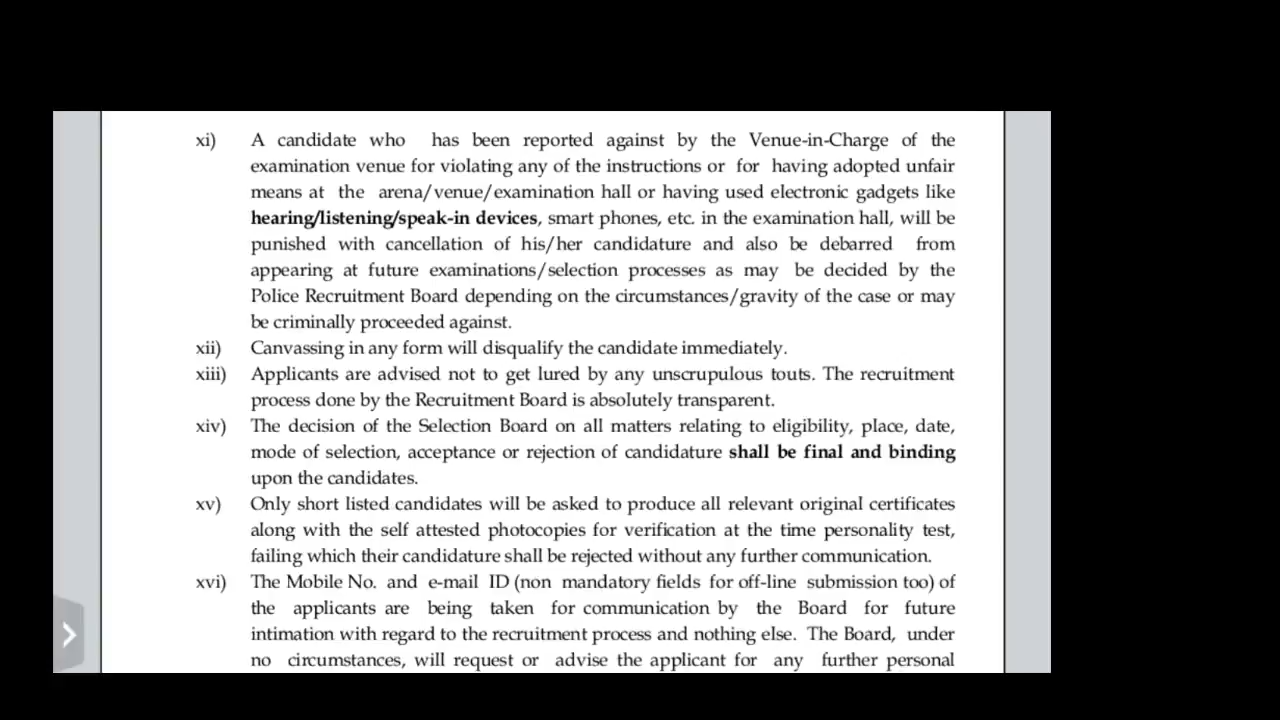 xi) A candidate who has been reported against by the Venue-in-Charge of the
examination venue for violating any of the instructions or for having adopted unfair
means at the arena/venue/examination hall or having used electronic gadgets like
hearing/listening/speak-in devices, smart phones, etc. in the examination hall, will be
punished with cancellation of his/her candidature and also be debarred from
appearing at future examinations/selection processes as may be decided by the
Police Recruitment Board depending on the circumstances/gravity of the case or may
be criminally proceeded against.
xii) Canvassing in any form will disqualify the candidate immediately.
xiii) Applicants are advised not to get lured by any unscrupulous touts. The recruitment
process done by the Recruitment Board is absolutely transparent.
xiv) The decision of the Selection Board on all matters relating to eligibility, place, date,
mode of selection, acceptance or rejection of candidature shall be final and binding
upon the candidates.
xv) Only short listed candidates will be asked to produce all relevant original certificates
along with the self attested photocopies for verification at the time personality test,
failing which their candidature shall be rejected without any further communication.
xvi) The Mobile No. and e-mail ID (non mandatory fields for off-line submission too) of
the applicants are being taken for communication by the Board for future
intimation with regard to the recruitment process and nothing else. The Board, under
no circumstances, will request or advise the applicant for any further personal